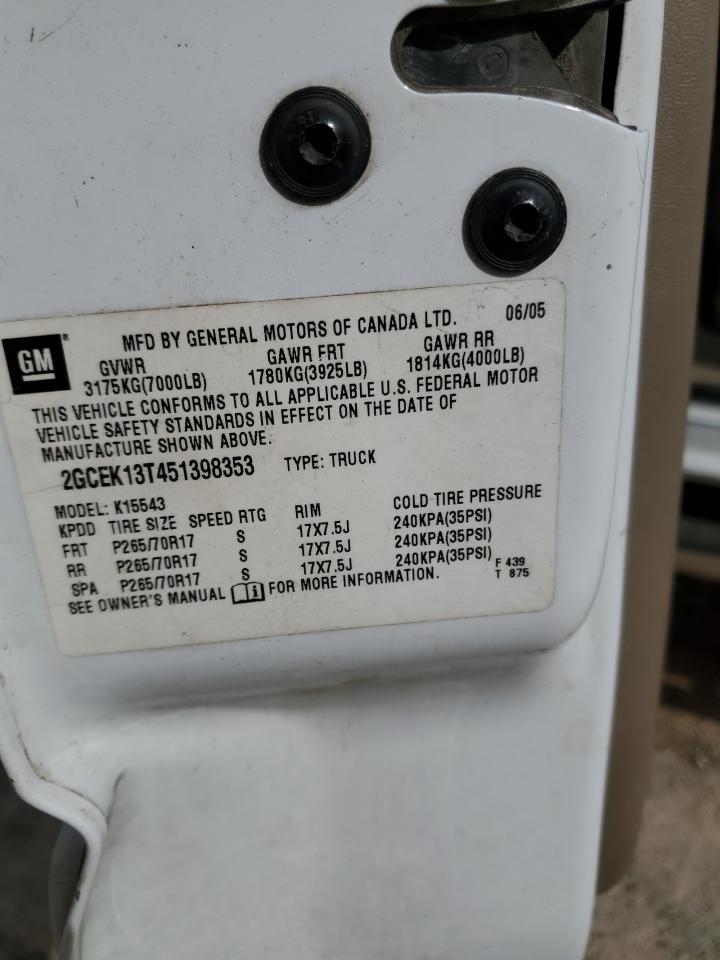 MFD BY GENERAL MOTORS OF CANADA LTD. 06/05
GM®
GVWR GAWR FRT GAWR RR
3175KG(7000LB) 1780KG(3925LB) 1814KG(4000LB)
THIS VEHICLE CONFORMS TO ALL APPLICABLE U.S. FEDERAL MOTOR
VEHICLE SAFETY STANDARDS IN EFFECT ON THE DATE OF
MANUFACTURE SHOWN ABOVE.
2GCEK13T451398353 TYPE: TRUCK
MODEL: K15543
KPDD TIRE SIZE SPEED RTG RIM COLD TIRE PRESSURE
FRT P265/70R17 S 17X7.5J 240KPA(35PSI)
RR P265/70R17 S 17X7.5J 240KPA(35PSI)
SPA P265/70R17 S 17X7.5J 240KPA(35PSI)
SEE OWNER'S MANUAL FOR MORE INFORMATION.
F 439
T 875